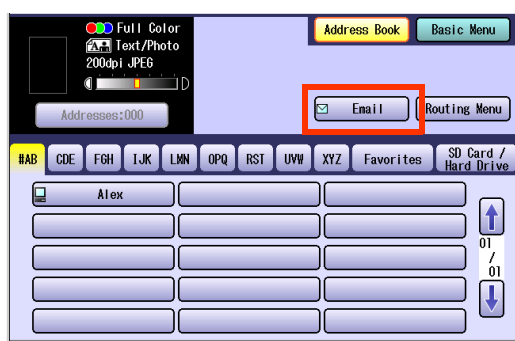 Full Color
Address Book
Basic Menu
A Text/Photo
200dpi JPEG
D
Addresses:000
Email
Routing Menu
#AB CDE FGH IJK LMN OPQ RST UVW XYZ Favorites SD Card / Hard Drive
Alex
01
/
01